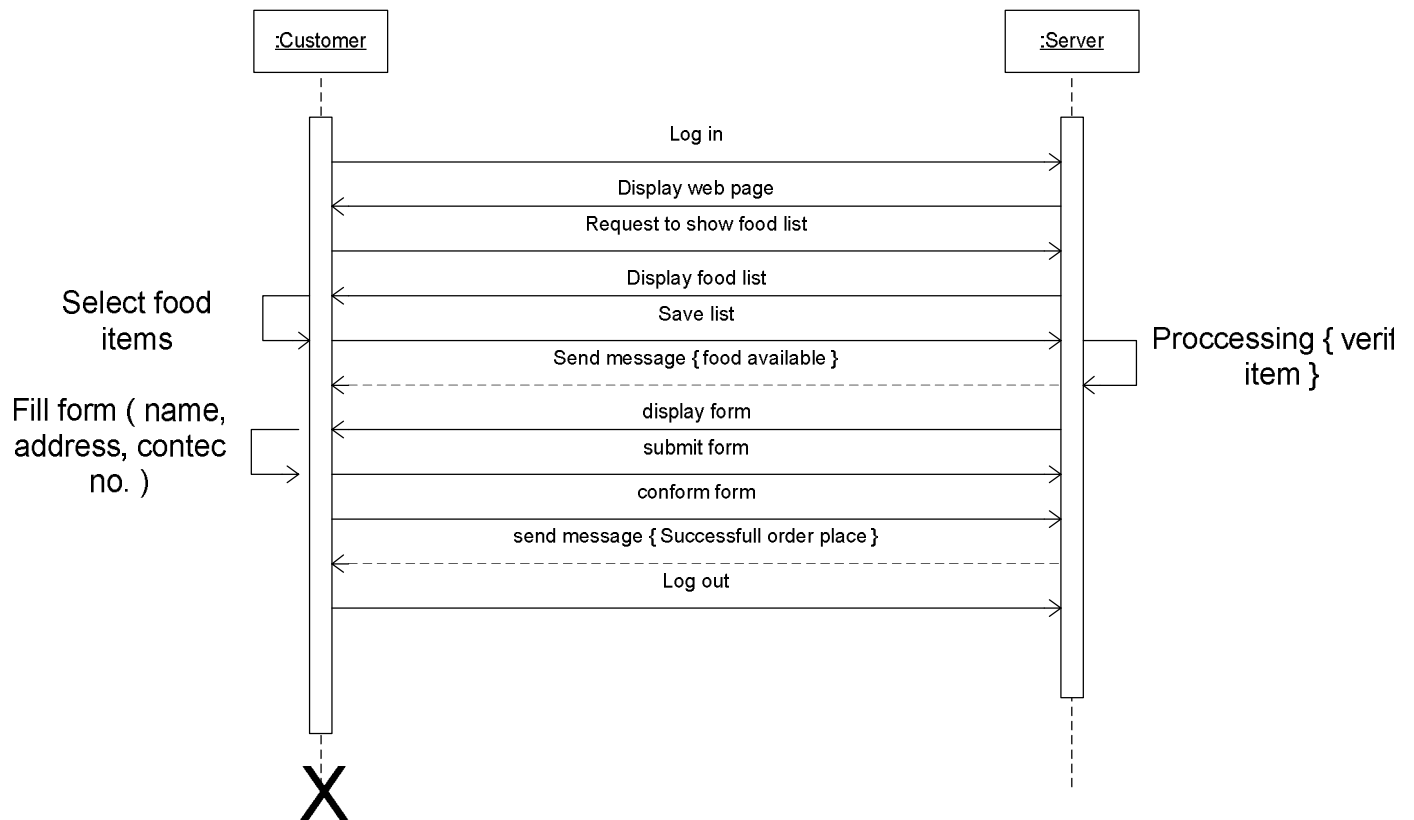 :Customer
:Server
Log in
Display web page
Request to show food list
Display food list
Select food
items
Save list
Proccessing { verif
item }
Send message { food available }
Fill form ( name,
address, contec
no. )
display form
submit form
conform form
send message { Successfull order place }
Log out
X